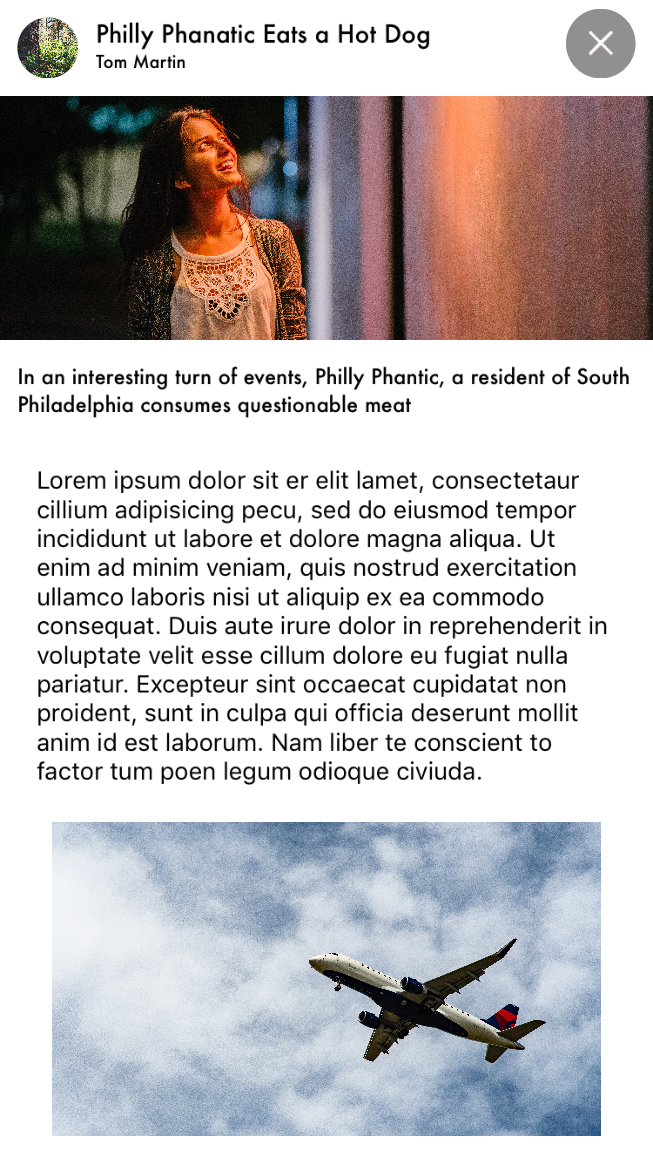 Philly Phanatic Eats a Hot Dog
Tom Martin
In an interesting turn of events, Philly Phantic, a resident of South
Philadelphia consumes questionable meat
Lorem ipsum dolor sit er elit lamet, consectetaur
cillium adipisicing pecu, sed do eiusmod tempor
incididunt ut labore et dolore magna aliqua. Ut
enim ad minim veniam, quis nostrud exercitation
ullamco laboris nisi ut aliquip ex ea commodo
consequat. Duis aute irure dolor in reprehenderit in
voluptate velit esse cillum dolore eu fugiat nulla
pariatur. Excepteur sint occaecat cupidatat non
proident, sunt in culpa qui officia deserunt mollit
anim id est laborum. Nam liber te conscient to
factor tum poen legum odioque civiuda.